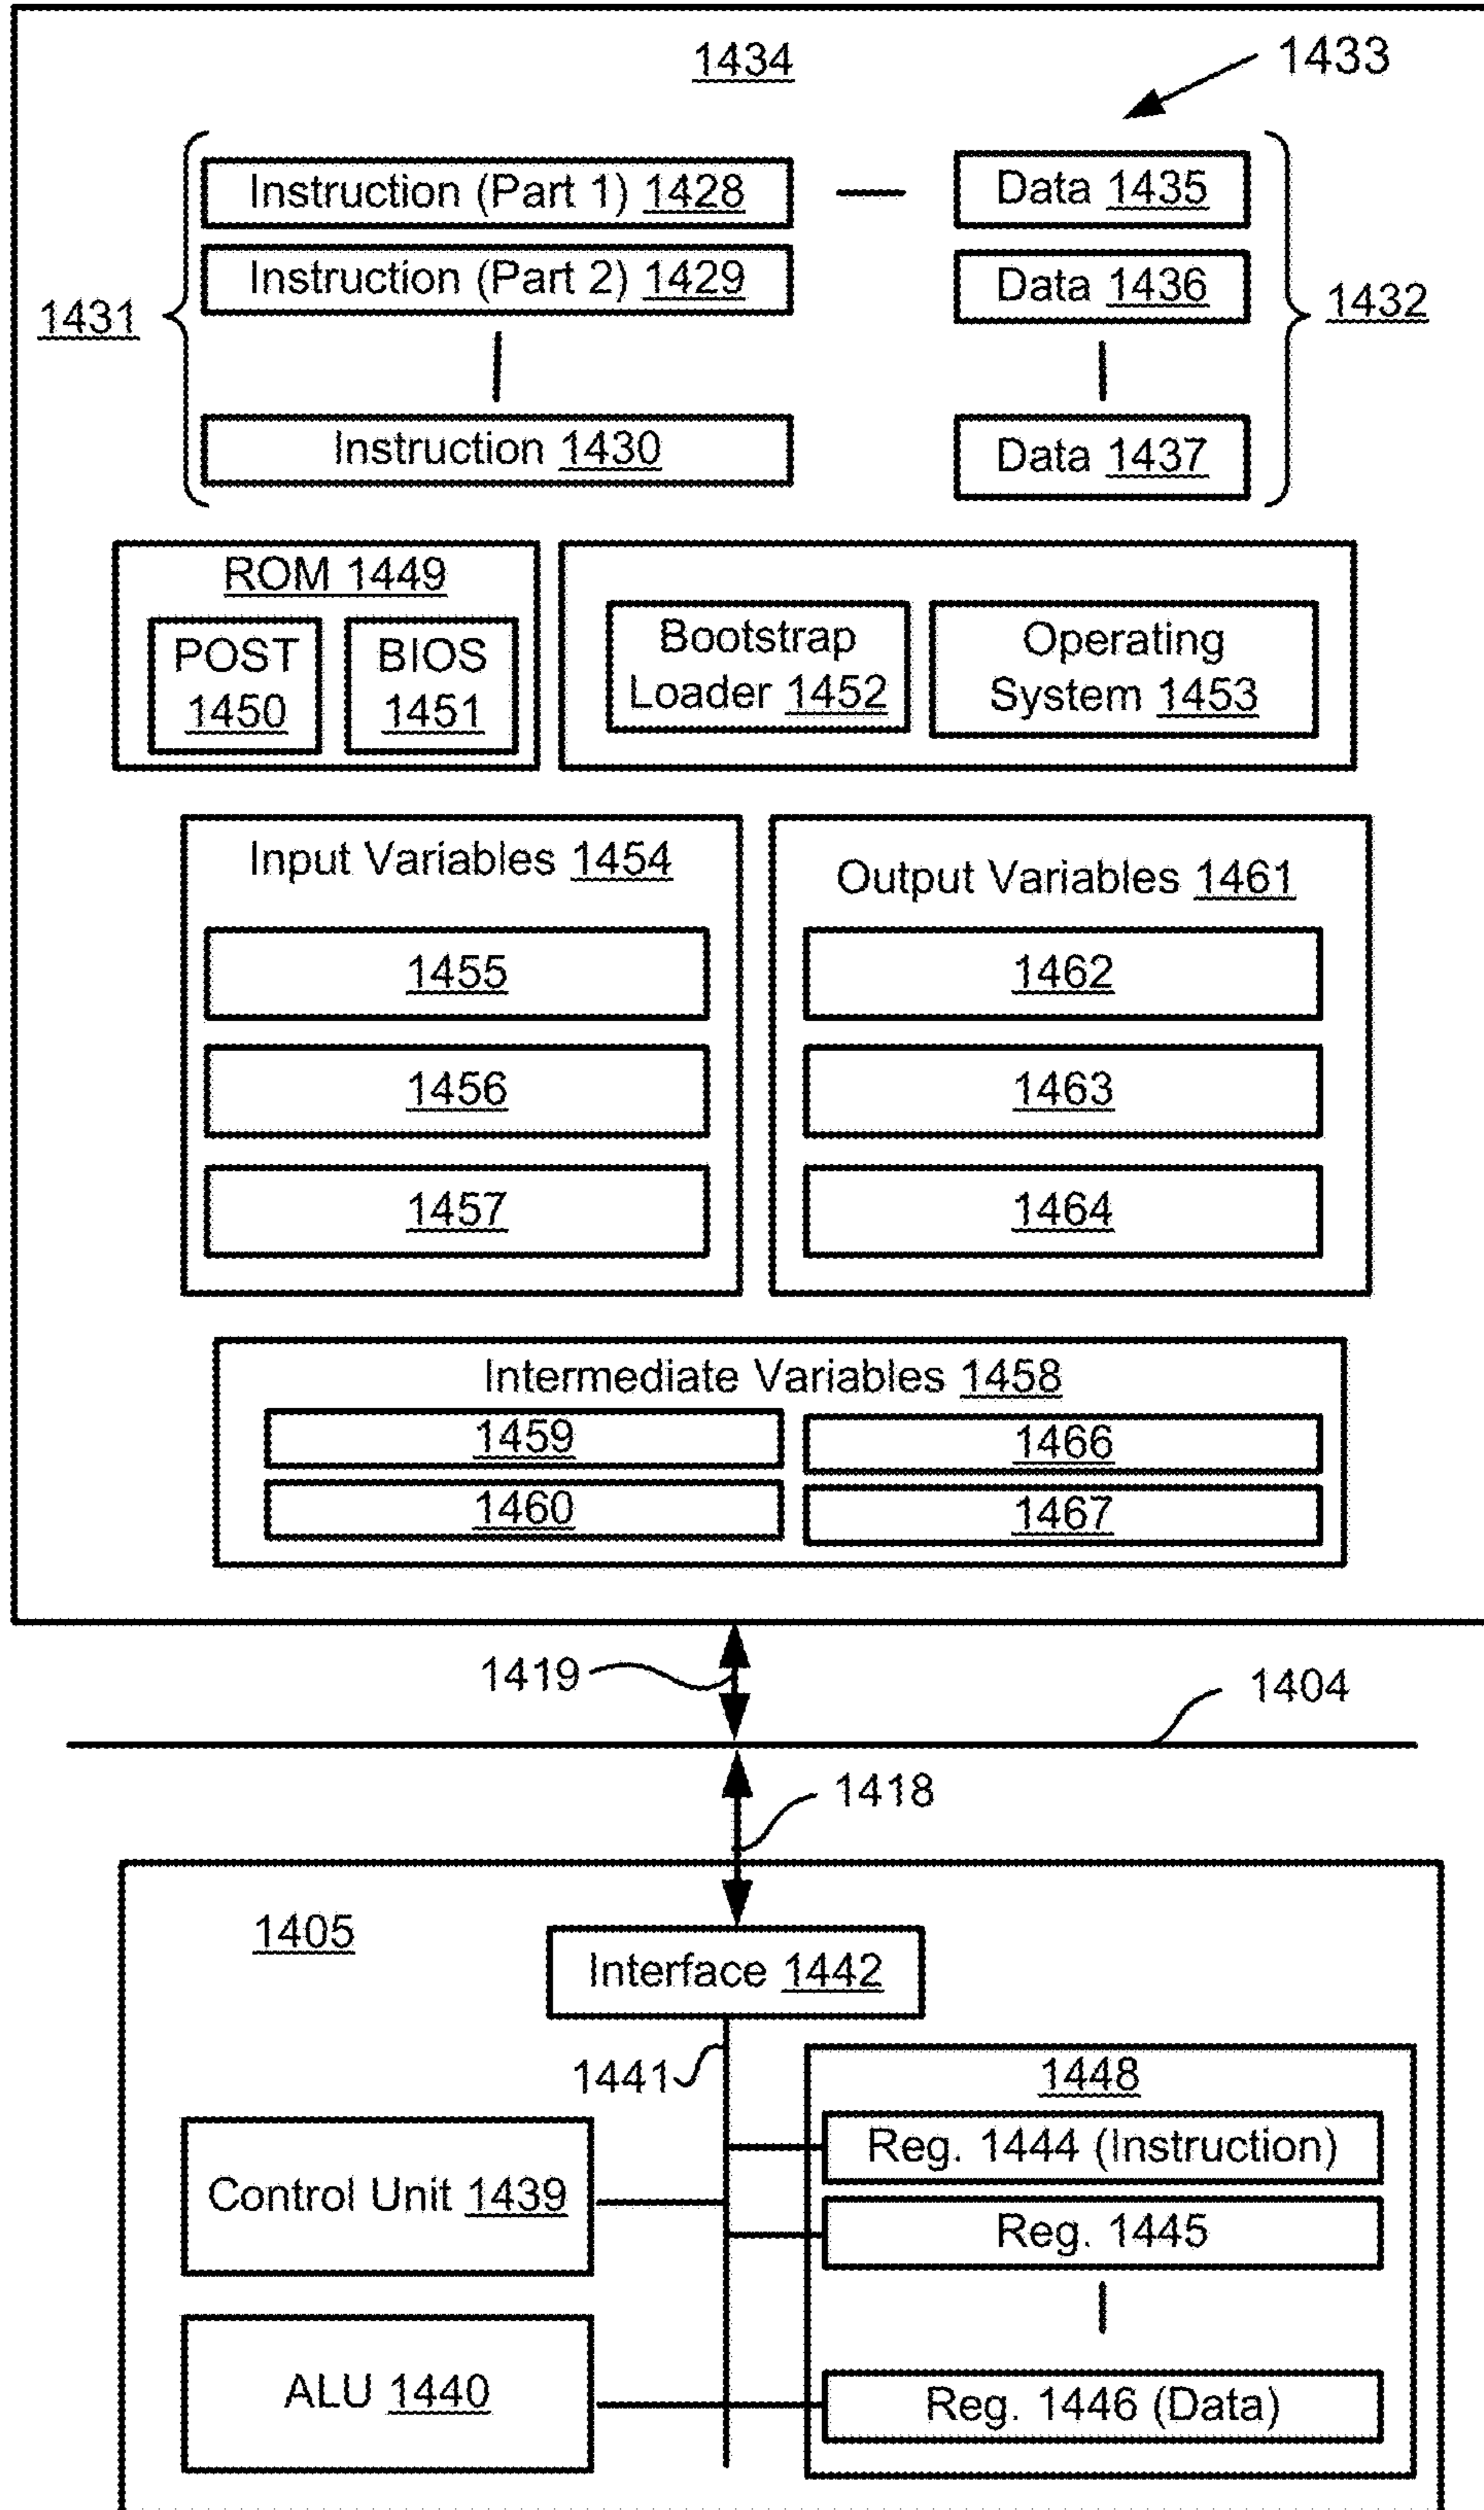 1434
1433
Instruction (Part 1) 1428
Data 1435
Instruction (Part 2) 1429
Data 1436
1431
1432
Instruction 1430
Data 1437
ROM 1449
POST
1450
BIOS
1451
Bootstrap
Loader 1452
Operating
System 1453
Input Variables 1454
1455
1456
1457
Output Variables 1461
1462
1463
1464
Intermediate Variables 1458
1459
1466
1460
1467
1419
1404
1418
1405
Interface 1442
1441
1448
Reg. 1444 (Instruction)
Control Unit 1439
Reg. 1445
ALU 1440
Reg. 1446 (Data)